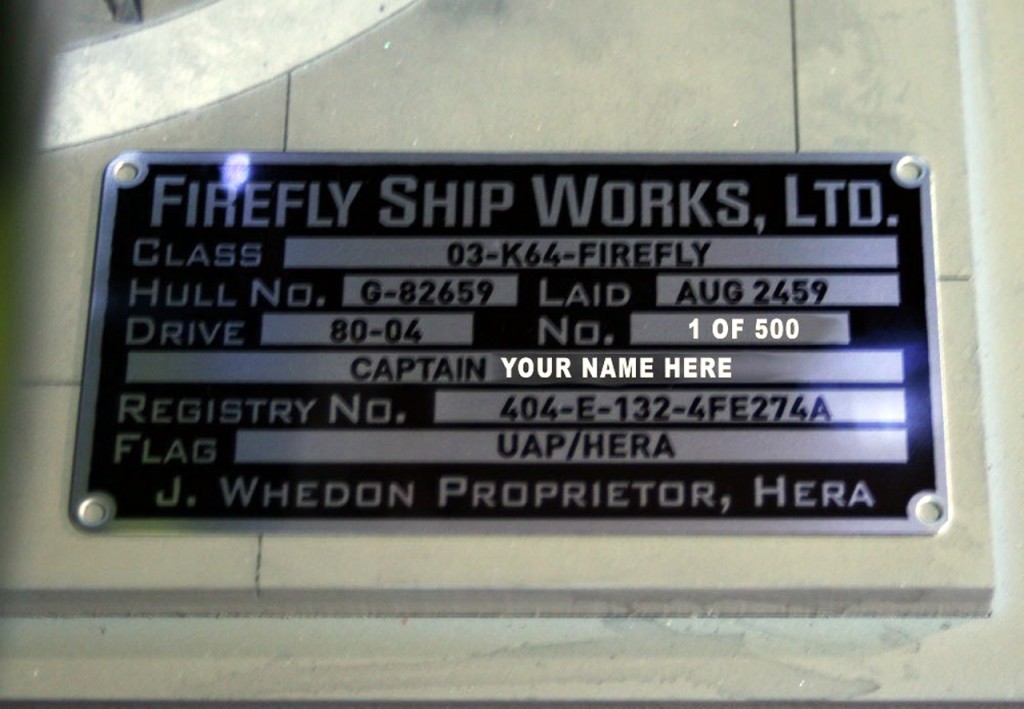 FIREFLY SHIP WORKS, LTD.
CLASS 03-K64-FIREFLY
HULL NO. G-82659 LAID AUG 2459
DRIVE 80-04 NO. 1 OF 500
CAPTAIN YOUR NAME HERE
REGISTRY NO. 404-E-132-4FE274A
FLAG UAP/HERA
J. WHEDON PROPRIETOR, HERA